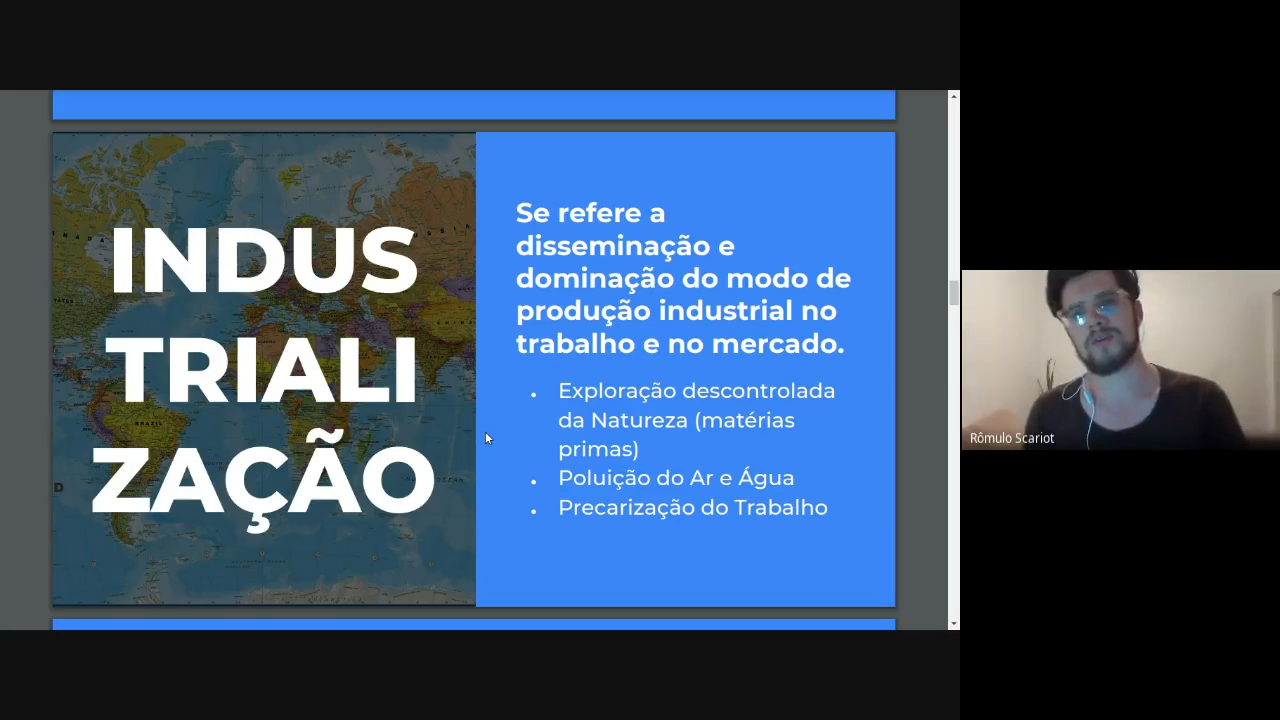 INDUS
TRIALI
ZAÇÃO
Se refere a
disseminação e
dominação do modo de
produção industrial no
trabalho e no mercado.
Exploração descontrolada
da Natureza (matérias
primas)
Poluição do Ar e Água
Precarização do Trabalho
BRAZIL
Rômulo Scariot